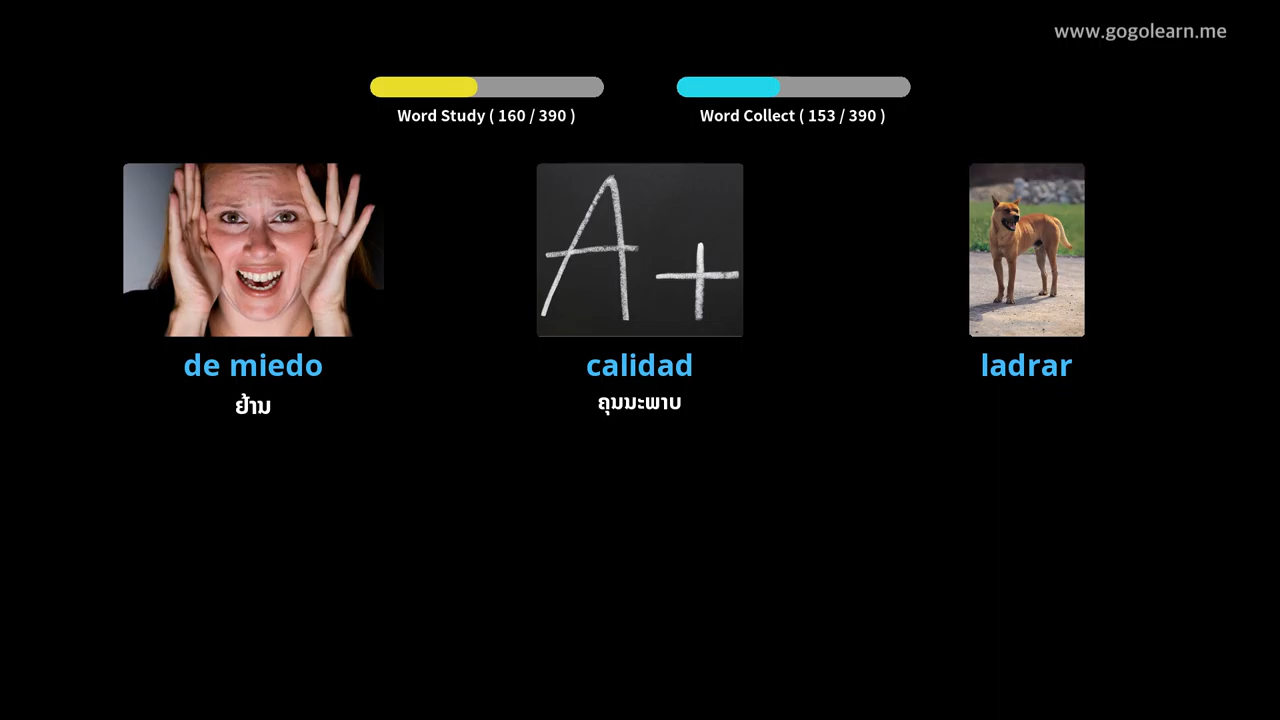 www.gogolearn.me
Word Study ( 160 / 390 )
Word Collect ( 153 / 390 )
A+
de miedo
calidad
ladrar
ຢ້ານ
ຄຸນນະພາບ